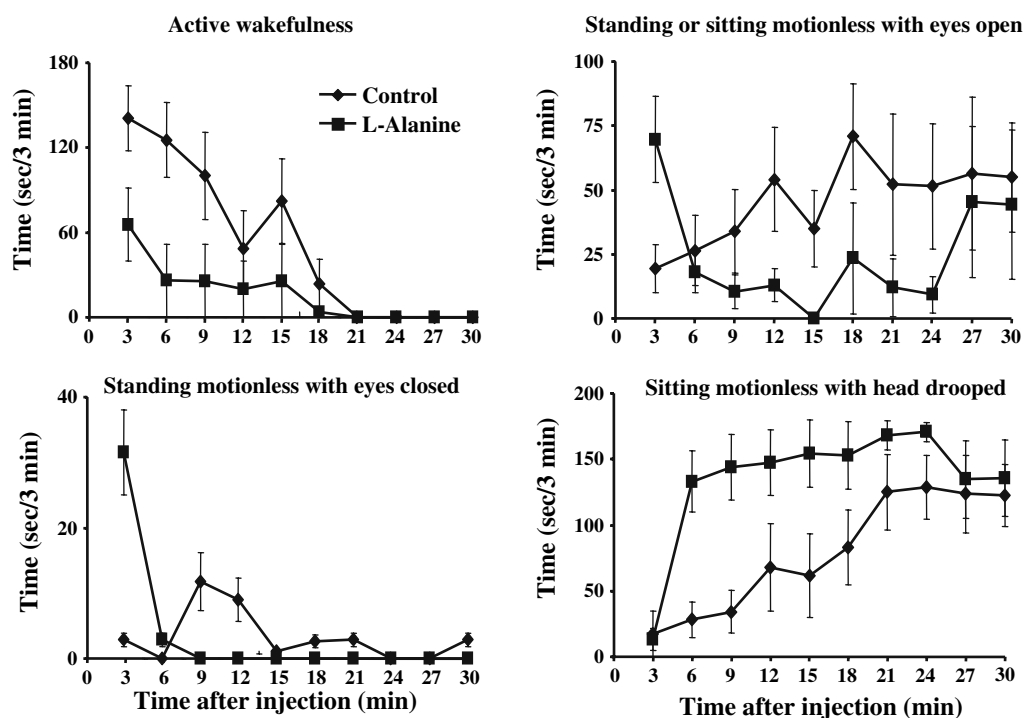 Active wakefulness
Time (sec/3 min)
180
120
60
0
0 3 6 9 12 15 18 21 24 27 30
Control
L-Alanine
Standing or sitting motionless with eyes open
Time (sec/3 min)
100
75
50
25
0
0 3 6 9 12 15 18 21 24 27 30
Standing motionless with eyes closed
Time (sec/3 min)
40
20
0
0 3 6 9 12 15 18 21 24 27 30
Time after injection (min)
Sitting motionless with head drooped
Time (sec/3 min)
200
150
100
50
0
0 3 6 9 12 15 18 21 24 27 30
Time after injection (min)